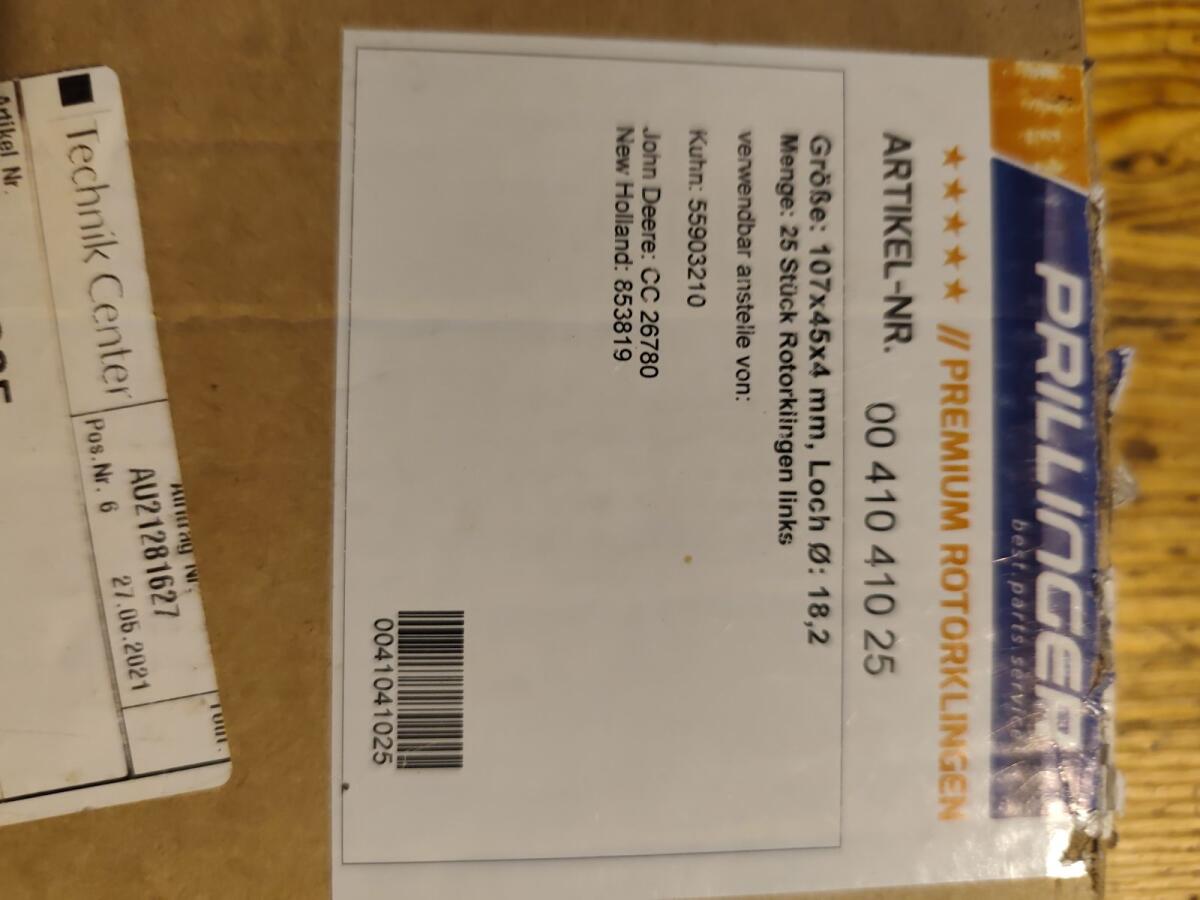 PRILLINGER
best.parts.service
★★★★ // PREMIUM ROTORKLINGEN
ARTIKEL-NR. 00 410 410 25
Größe: 107x45x4 mm, Loch Ø: 18,2
Menge: 25 Stück Rotorklingen links
verwendbar anstelle von:
Kuhn: 55903210
John Deere: CC 26780
New Holland: 853819
0041041025
Technik Center
AU2128 1627
Pos.Nr. 6 27.05.2021
Artikel Nr.